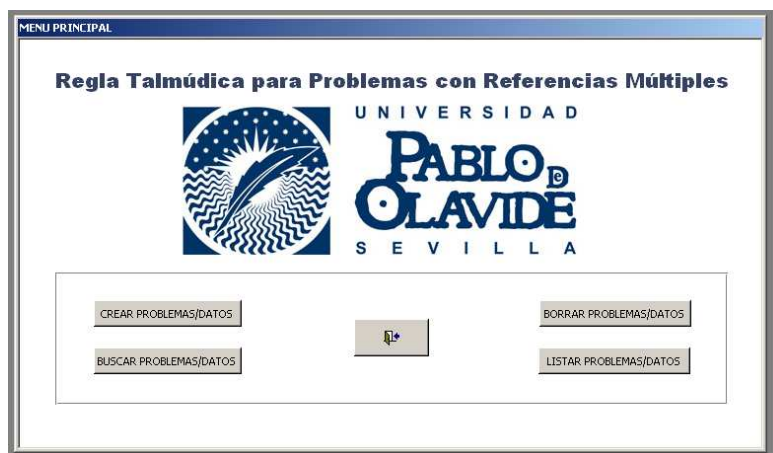 MENU PRINCIPAL
Regla Talmúdica para Problemas con Referencias Múltiples
UNIVERSIDAD
PABLO DE
OLAVIDE
SEVILLA
CREAR PROBLEMAS/DATOS
BORRAR PROBLEMAS/DATOS
BUSCAR PROBLEMAS/DATOS
LISTAR PROBLEMAS/DATOS